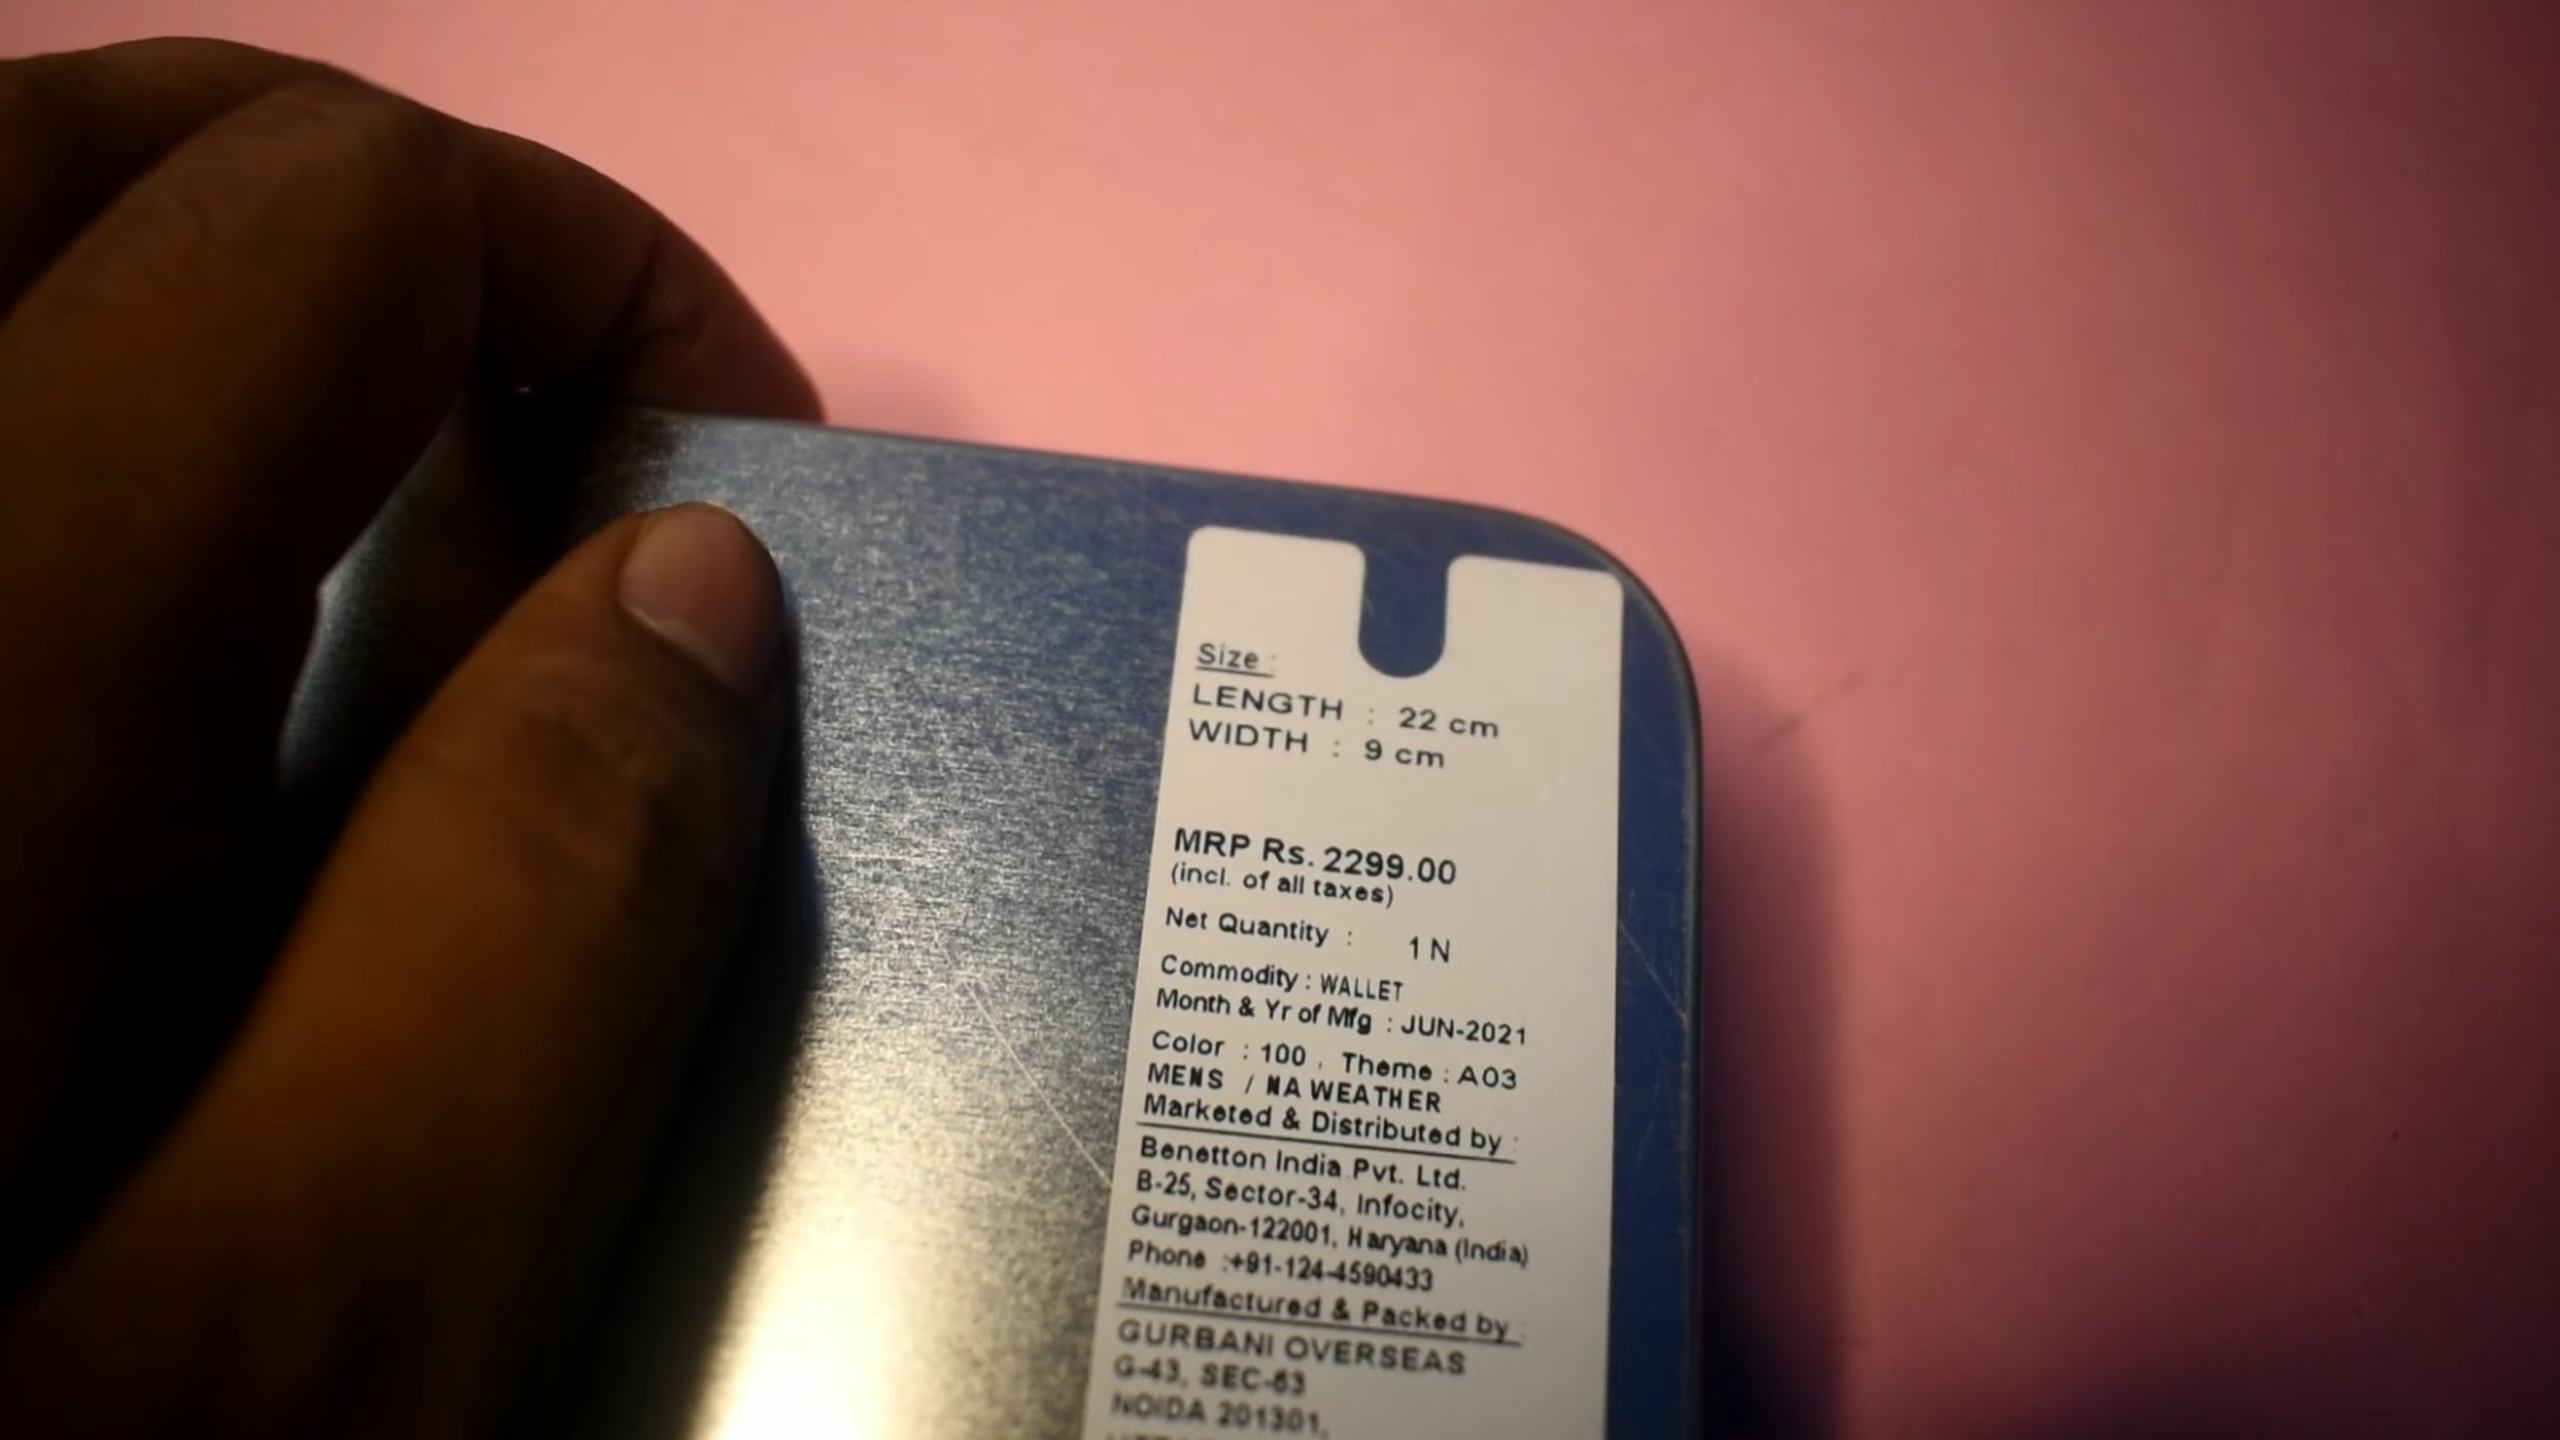 Size :
LENGTH : 22 cm
WIDTH : 9 cm
MRP Rs. 2299.00
(incl. of all taxes)
Net Quantity : 1 N
Commodity : WALLET
Month & Yr of Mfg : JUN-2021
Color : 100 , Theme : A03
MENS / NA WEATHER
Marketed & Distributed by :
Benetton India Pvt. Ltd.
B-25, Sector-34, Infocity,
Gurgaon-122001, Haryana (India)
Phone :+91-124-4590433
Manufactured & Packed by :
GURBANI OVERSEAS
G-43, SEC-63
NOIDA 201301,